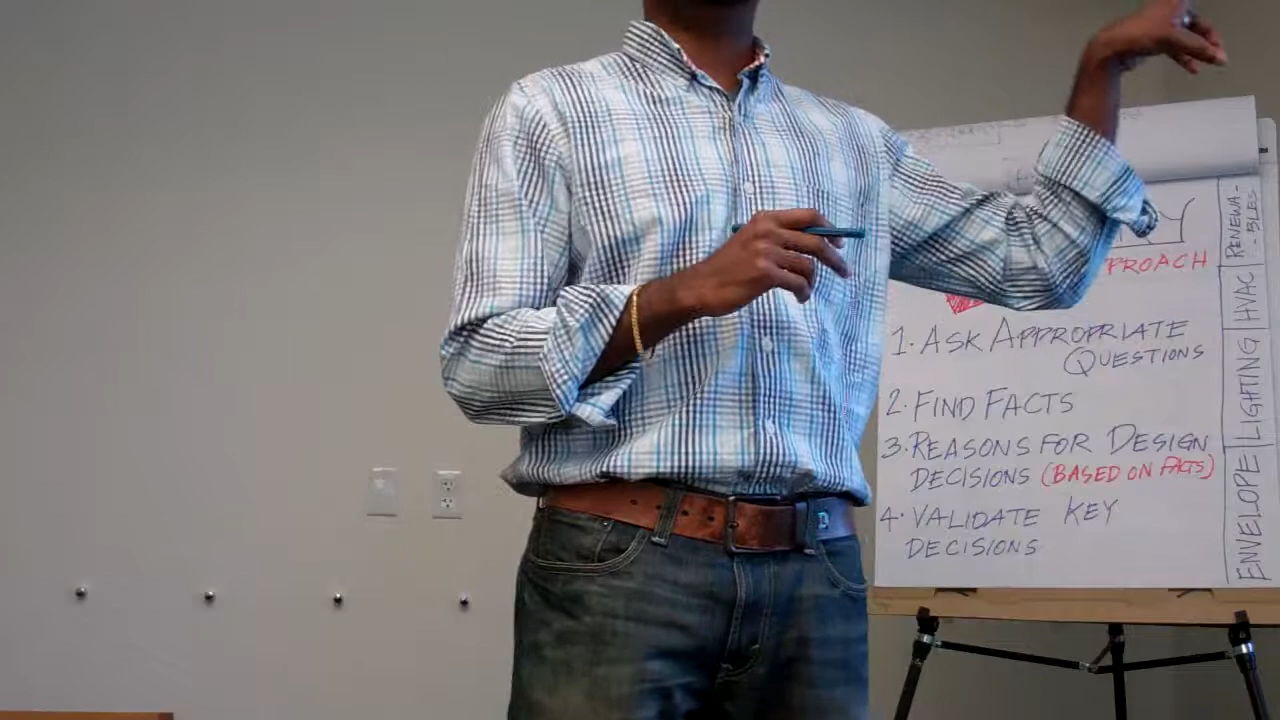 PROACH
1. ASK APPROPRIATE
QUESTIONS
2. FIND FACTS
3. REASONS FOR DESIGN
DECISIONS (BASED ON FACTS)
4. VALIDATE KEY
DECISIONS
RENEWA-
-BLES
HVAC
LIGHTING
ENVELOPE